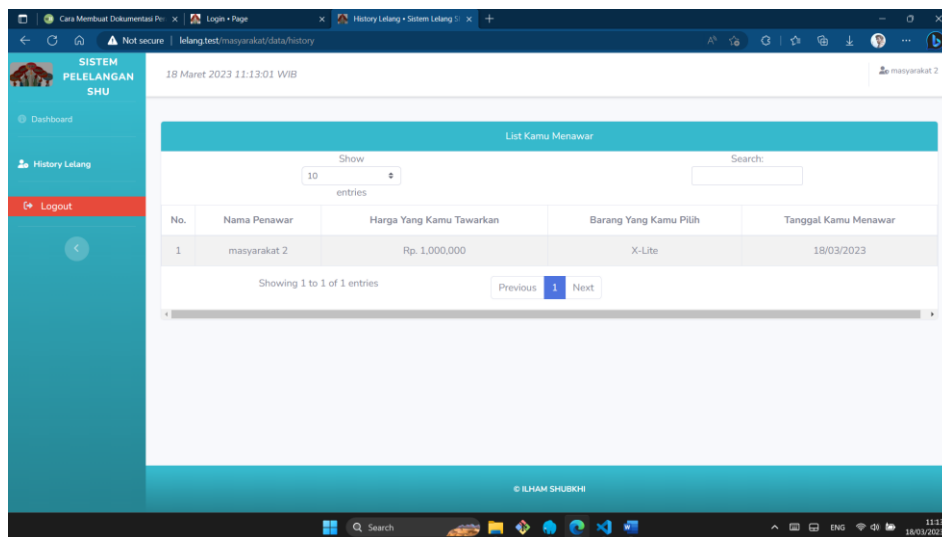 Cara Membuat Dokumentasi Per
Login • Page
History Lelang • Sistem Lelang S
Not secure | lelang.test/masyarakat/data/history
SISTEM
PELELANGAN
SHU
18 Maret 2023 11:13:01 WIB
masyarakat 2
Dashboard
History Lelang
Logout
List Kamu Menawar
Show
10
entries
Search:
No. Nama Penawar Harga Yang Kamu Tawarkan Barang Yang Kamu Pilih Tanggal Kamu Menawar
1 masyarakat 2 Rp. 1,000,000 X-Lite 18/03/2023
Showing 1 to 1 of 1 entries
Previous 1 Next
© ILHAM SHUBKHI
Search
ENG
11:13
18/03/202